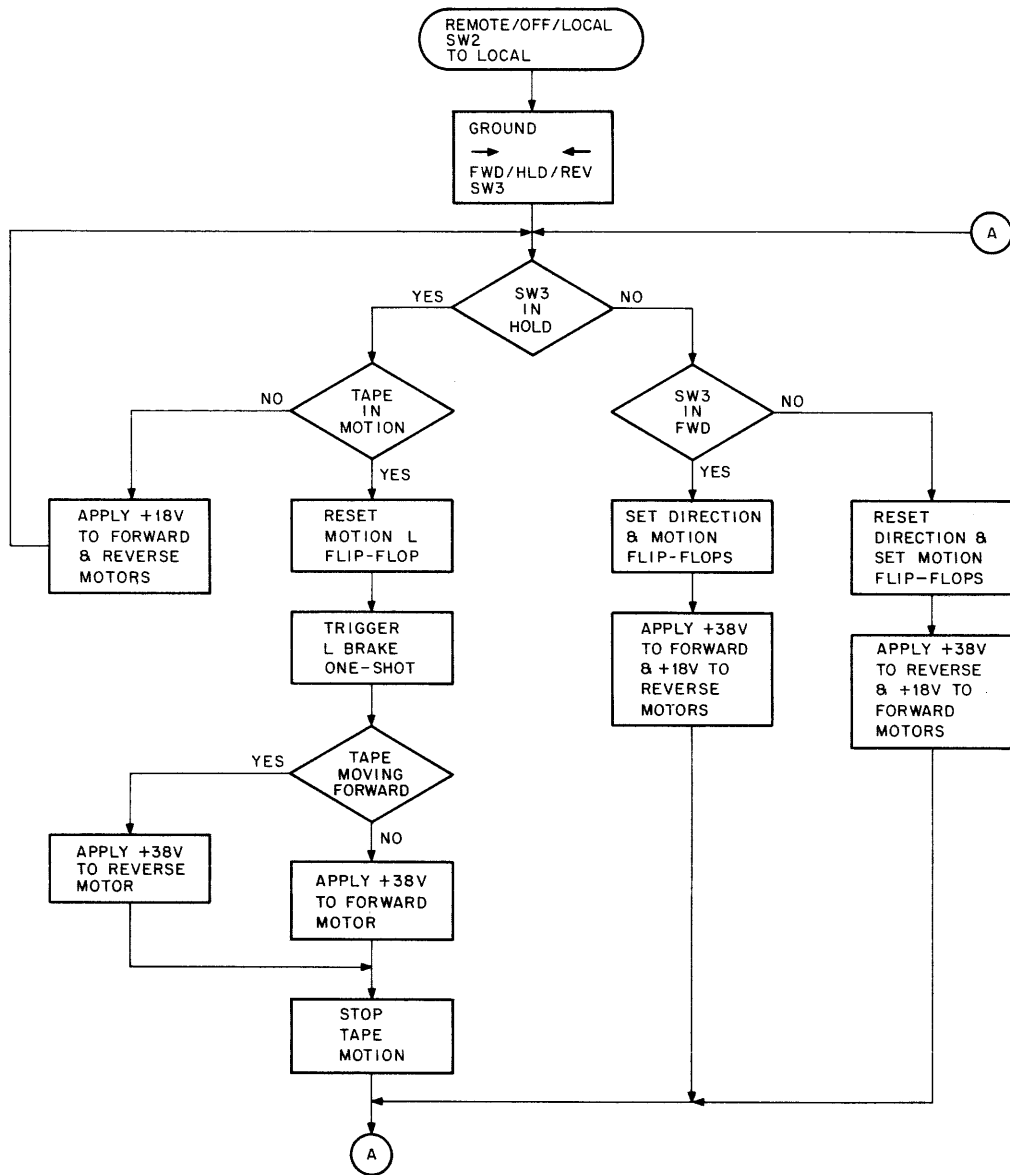 REMOTE/OFF/LOCAL
SW2
TO LOCAL
GROUND
→ ←
FWD/HLD/REV
SW3
A
SW3
IN
HOLD
YES
NO
TAPE
IN
MOTION
NO
YES
SW3
IN
FWD
NO
YES
APPLY +18V
TO FORWARD
& REVERSE
MOTORS
RESET
MOTION L
FLIP-FLOP
SET DIRECTION
& MOTION
FLIP-FLOPS
RESET
DIRECTION &
SET MOTION
FLIP-FLOPS
TRIGGER
L BRAKE
ONE-SHOT
APPLY +38V
TO FORWARD
& +18V TO
REVERSE
MOTORS
APPLY +38V
TO REVERSE
& +18V TO
FORWARD
MOTORS
TAPE
MOVING
FORWARD
YES
NO
APPLY +38V
TO REVERSE
MOTOR
APPLY +38V
TO FORWARD
MOTOR
STOP
TAPE
MOTION
A